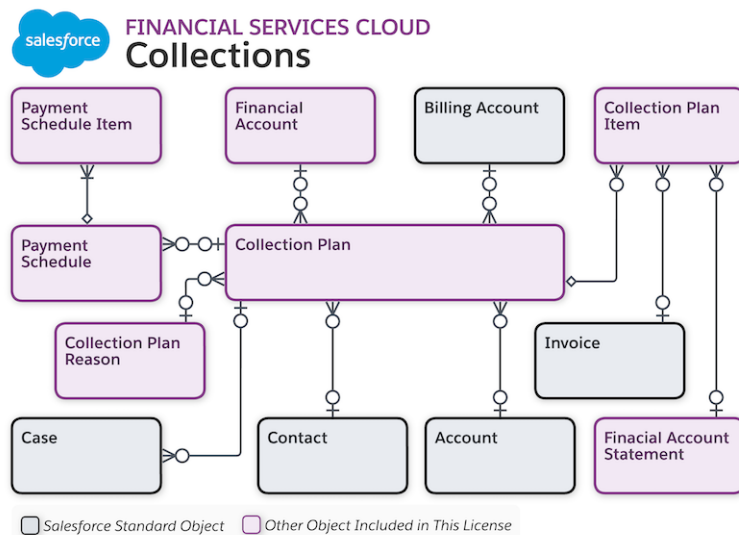 salesforce
FINANCIAL SERVICES CLOUD
Collections
Payment
Schedule Item
Financial
Account
Billing Account
Collection Plan
Item
Payment
Schedule
Collection Plan
Collection Plan
Reason
Invoice
Case
Contact
Account
Finacial Account
Statement
Salesforce Standard Object
Other Object Included in This License